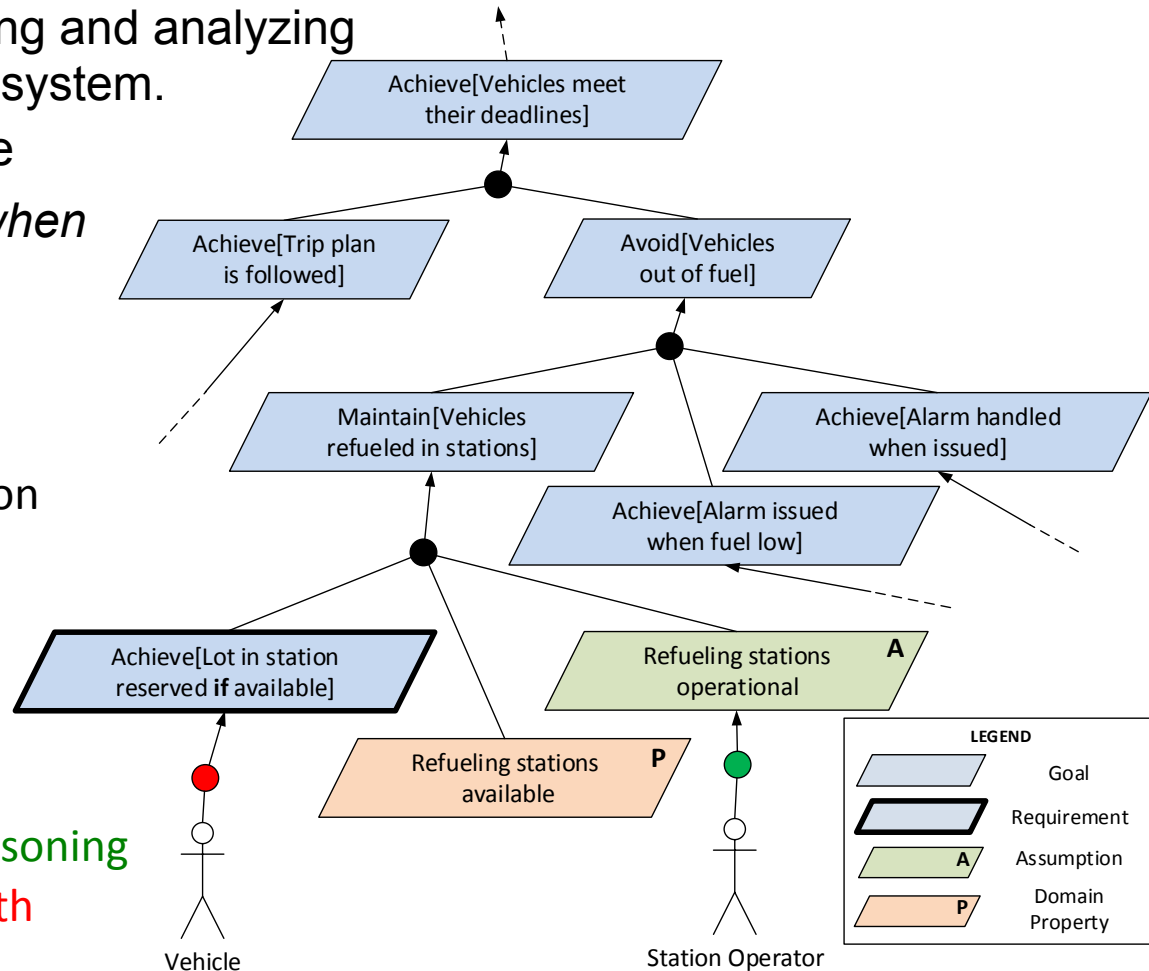 ng and analyzing
system.
e
when
on
soning
th
Achieve[Vehicles meet
their deadlines]
Achieve[Trip plan
is followed]
Avoid[Vehicles
out of fuel]
Maintain[Vehicles
refueled in stations]
Achieve[Alarm handled
when issued]
Achieve[Alarm issued
when fuel low]
Achieve[Lot in station
reserved if available]
Refueling stations
operational
A
Refueling stations
available
P
Vehicle
Station Operator
LEGEND
Goal
Requirement
A
Assumption
P
Domain
Property